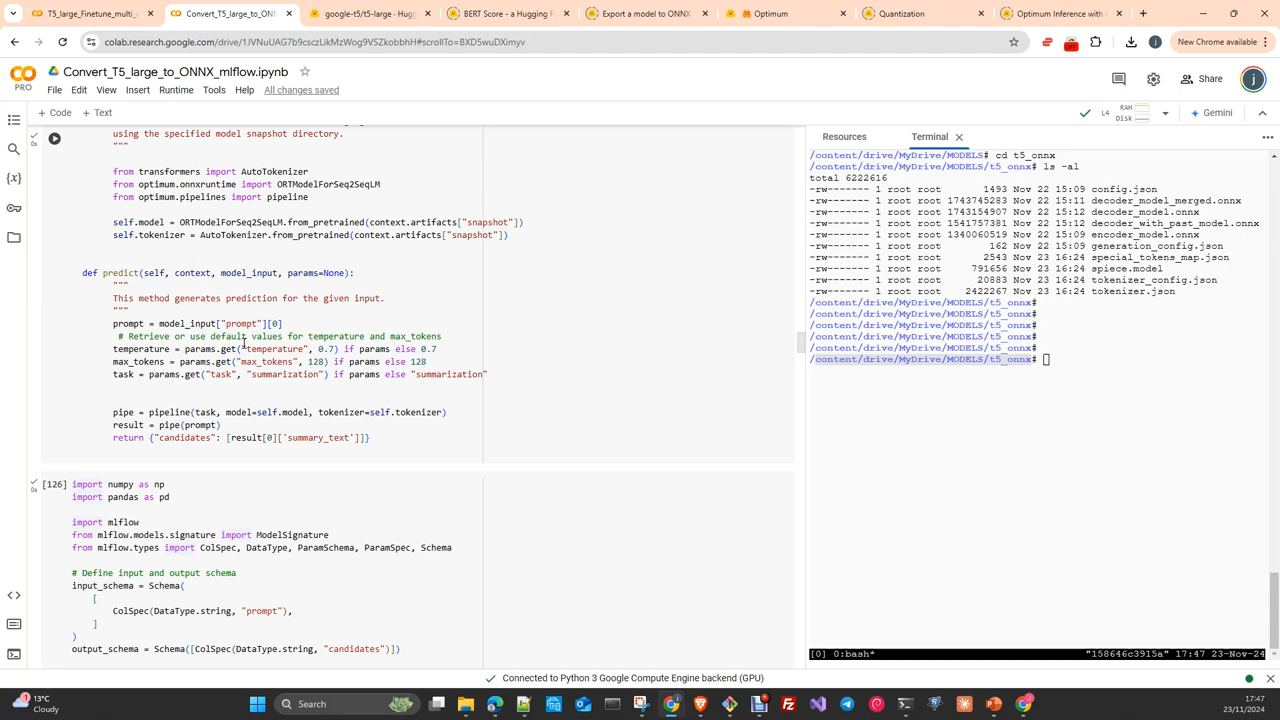 T5_large_Finetune_multi_
Convert_T5_large_to_ONN
google-t5/t5-large · Hugg
BERT Score - a Hugging F
Export a model to ONNX
Optimum
Quantization
Optimum Inference with
colab.research.google.com/drive/1JVNuUAG7b9csczLikMzWog9VSZkobbhH#scrollTo=BXD5wuDXimyv
OFF
New Chrome available
PRO
Convert_T5_large_to_ONNX_mlflow.ipynb
File Edit View Insert Runtime Tools Help All changes saved
Share
+ Code + Text
L4 RAM
Disk
Gemini
using the specified model snapshot directory.
"""
from transformers import AutoTokenizer
from optimum.onnxruntime import ORTModelForSeq2SeqLM
from optimum.pipelines import pipeline
self.model = ORTModelForSeq2SeqLM.from_pretrained(context.artifacts["snapshot"])
self.tokenizer = AutoTokenizer.from_pretrained(context.artifacts["snapshot"])
def predict(self, context, model_input, params=None):
"""
This method generates prediction for the given input.
"""
prompt = model_input["prompt"][0]
# Retrieve or use default values for temperature and max_tokens
temperature = params.get("temperature", 0.7) if params else 0.7
max_tokens = params.get("max_tokens", 128) if params else 128
task = params.get("task", "summarization") if params else "summarization"
pipe = pipeline(task, model=self.model, tokenizer=self.tokenizer)
result = pipe(prompt)
return {"candidates": [result[0]['summary_text']]}
0s
[126] import numpy as np
import pandas as pd
0s
import mlflow
from mlflow.models.signature import ModelSignature
from mlflow.types import ColSpec, DataType, ParamSchema, ParamSpec, Schema
# Define input and output schema
input_schema = Schema(
[
ColSpec(DataType.string, "prompt"),
]
)
output_schema = Schema([ColSpec(DataType.string, "candidates")])
Resources Terminal
/content/drive/MyDrive/MODELS# cd t5_onnx
/content/drive/MyDrive/MODELS/t5_onnx# ls -al
total 6222616
-rw------- 1 root root 1493 Nov 22 15:09 config.json
-rw------- 1 root root 1743745283 Nov 22 15:11 decoder_model_merged.onnx
-rw------- 1 root root 1743154907 Nov 22 15:12 decoder_model.onnx
-rw------- 1 root root 1541757381 Nov 22 15:12 decoder_with_past_model.onnx
-rw------- 1 root root 1340060519 Nov 22 15:09 encoder_model.onnx
-rw------- 1 root root 162 Nov 22 15:09 generation_config.json
-rw------- 1 root root 2543 Nov 23 16:24 special_tokens_map.json
-rw------- 1 root root 791656 Nov 23 16:24 spiece.model
-rw------- 1 root root 20883 Nov 23 16:24 tokenizer_config.json
-rw------- 1 root root 2422267 Nov 23 16:24 tokenizer.json
/content/drive/MyDrive/MODELS/t5_onnx#
/content/drive/MyDrive/MODELS/t5_onnx#
/content/drive/MyDrive/MODELS/t5_onnx#
/content/drive/MyDrive/MODELS/t5_onnx#
/content/drive/MyDrive/MODELS/t5_onnx#
/content/drive/MyDrive/MODELS/t5_onnx#
[0] 0:bash* "158646c3915a" 17:47 23-Nov-24
Connected to Python 3 Google Compute Engine backend (GPU)
13°C
Cloudy
Search
17:47
23/11/2024